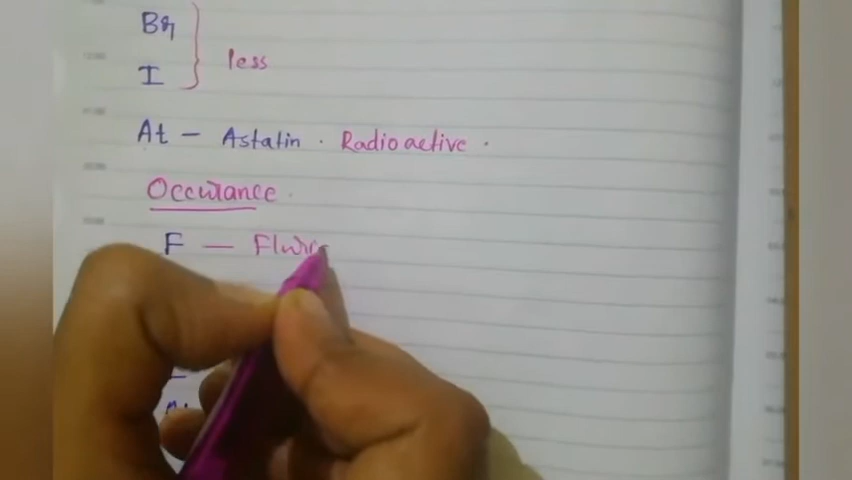 Br
I } less
At - Astatin . Radioactive .
Occurance .
F -